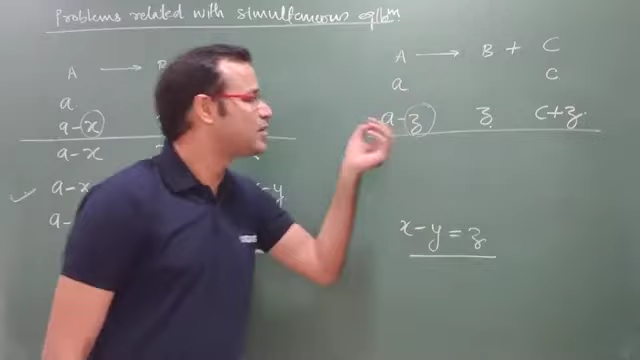 Problems related with simultaneous eqlbm
A → B
a
a-x
a-x
a-x
x-y
a-
A → B + C
a c
a-z z c+z
x-y=z